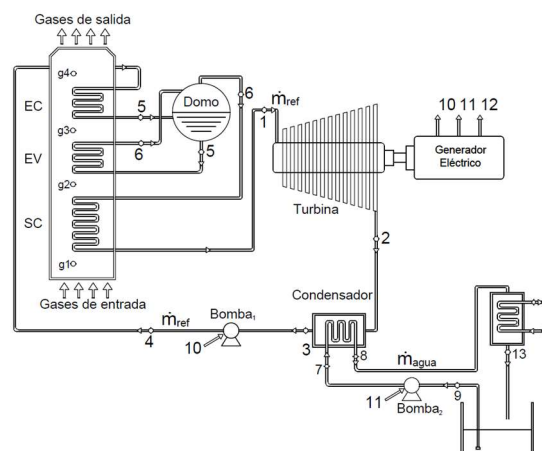 Gases de salida
g4
EC
5
Domo
6
g3
EV
6
5
g2
SC
g1
Gases de entrada
1
ṁref
10 11 12
Generador
Eléctrico
Turbina
2
Condensador
ṁref
Bomba1
4
10
3
7
8
ṁagua
13
11
Bomba2
9